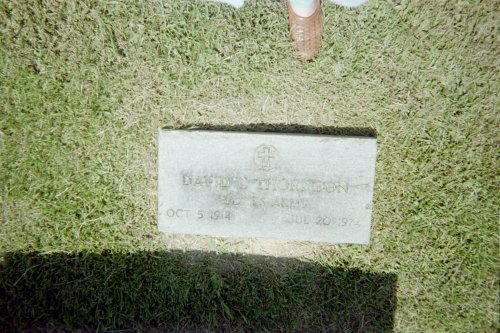 DAVID L THORNTON
US ARMY
OCT 5 1914 JUL 20 1974